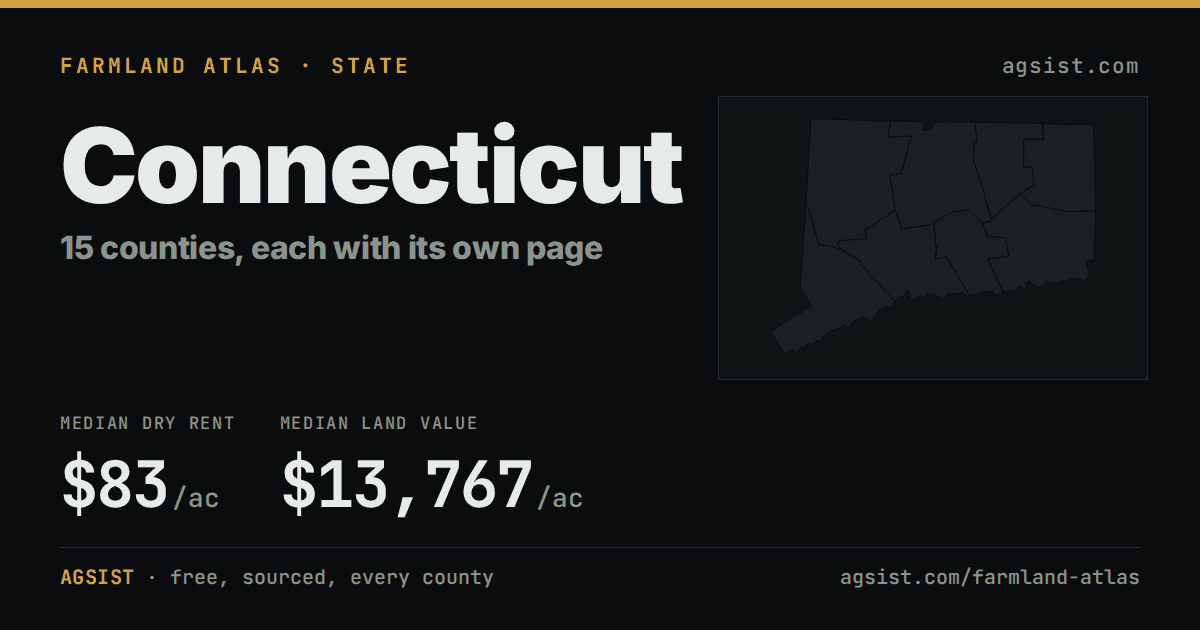 FARMLAND ATLAS · STATE
agsist.com
Connecticut
15 counties, each with its own page
MEDIAN DRY RENT
MEDIAN LAND VALUE
$83/ac
$13,767/ac
AGSIST · free, sourced, every county
agsist.com/farmland-atlas